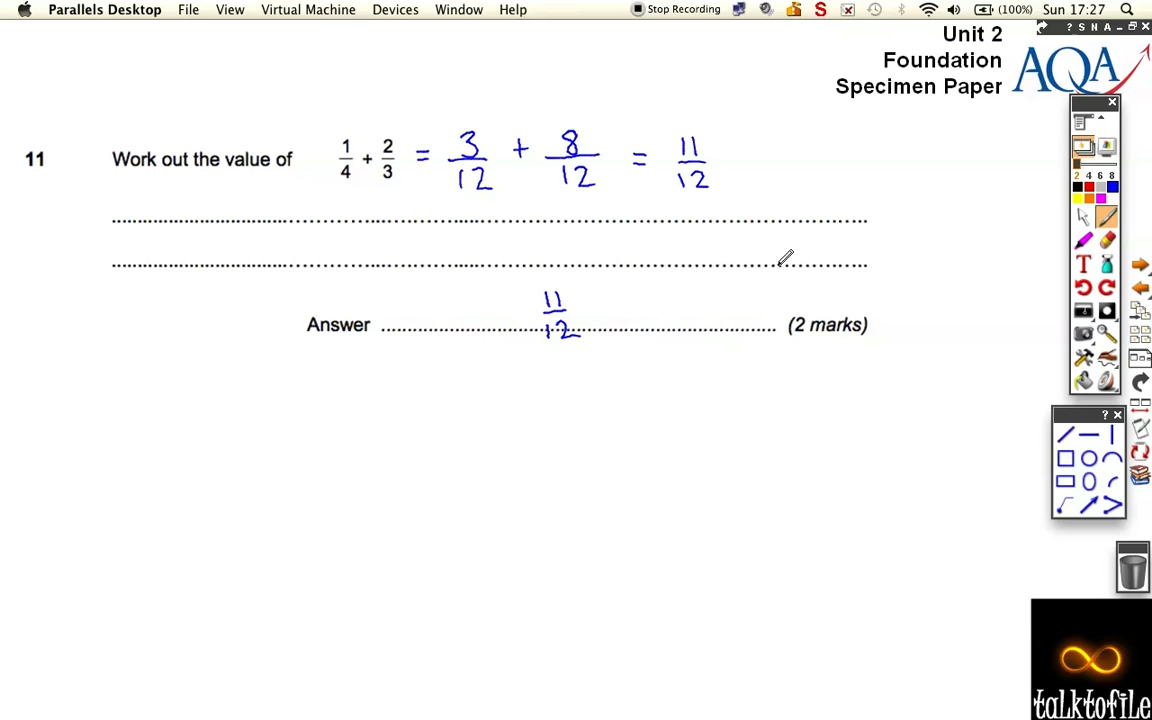 Parallels Desktop File View Virtual Machine Devices Window Help Stop Recording S (100%) Sun 17:27
? S N A
Unit 2
Foundation
Specimen Paper
AQA
11 Work out the value of 1/4 + 2/3 = 3/12 + 8/12 = 11/12
11/12
Answer (2 marks)
2 4 6 8
T
?
talktofile